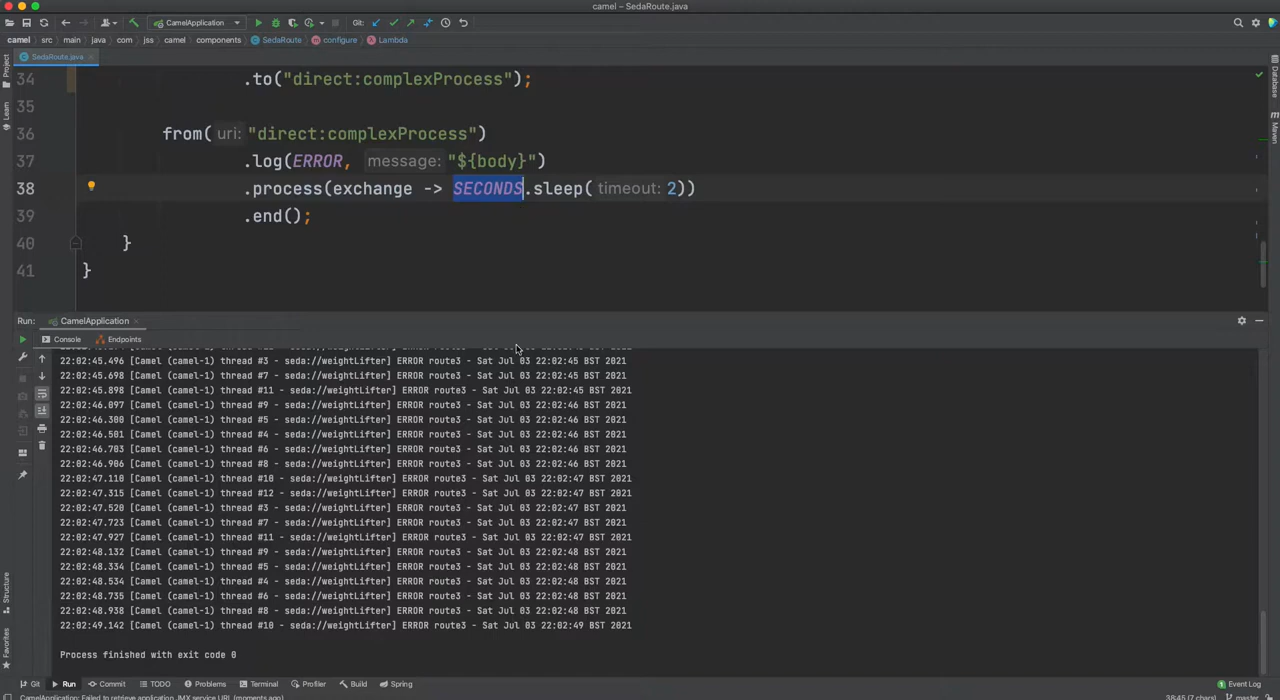 camel – SedaRoute.java
CamelApplication
Git:
camel
src
main
java
com
jss
camel
components
SedaRoute
configure
Lambda
SedaRoute.java
Project
Learn
Structure
Favorites
Database
Maven
34 .to("direct:complexProcess");
35
36 from( uri: "direct:complexProcess")
37 .log(ERROR, message: "${body}")
38 .process(exchange -> SECONDS.sleep( timeout: 2))
39 .end();
40 }
41 }
Run: CamelApplication
Console Endpoints
22:02:45.496 [Camel (camel-1) thread #3 - seda://weightLifter] ERROR route3 - Sat Jul 03 22:02:45 BST 2021
22:02:45.698 [Camel (camel-1) thread #7 - seda://weightLifter] ERROR route3 - Sat Jul 03 22:02:45 BST 2021
22:02:45.898 [Camel (camel-1) thread #11 - seda://weightLifter] ERROR route3 - Sat Jul 03 22:02:45 BST 2021
22:02:46.097 [Camel (camel-1) thread #9 - seda://weightLifter] ERROR route3 - Sat Jul 03 22:02:46 BST 2021
22:02:46.300 [Camel (camel-1) thread #5 - seda://weightLifter] ERROR route3 - Sat Jul 03 22:02:46 BST 2021
22:02:46.501 [Camel (camel-1) thread #4 - seda://weightLifter] ERROR route3 - Sat Jul 03 22:02:46 BST 2021
22:02:46.703 [Camel (camel-1) thread #6 - seda://weightLifter] ERROR route3 - Sat Jul 03 22:02:46 BST 2021
22:02:46.906 [Camel (camel-1) thread #8 - seda://weightLifter] ERROR route3 - Sat Jul 03 22:02:46 BST 2021
22:02:47.110 [Camel (camel-1) thread #10 - seda://weightLifter] ERROR route3 - Sat Jul 03 22:02:47 BST 2021
22:02:47.315 [Camel (camel-1) thread #12 - seda://weightLifter] ERROR route3 - Sat Jul 03 22:02:47 BST 2021
22:02:47.520 [Camel (camel-1) thread #3 - seda://weightLifter] ERROR route3 - Sat Jul 03 22:02:47 BST 2021
22:02:47.723 [Camel (camel-1) thread #7 - seda://weightLifter] ERROR route3 - Sat Jul 03 22:02:47 BST 2021
22:02:47.927 [Camel (camel-1) thread #11 - seda://weightLifter] ERROR route3 - Sat Jul 03 22:02:47 BST 2021
22:02:48.132 [Camel (camel-1) thread #9 - seda://weightLifter] ERROR route3 - Sat Jul 03 22:02:48 BST 2021
22:02:48.334 [Camel (camel-1) thread #5 - seda://weightLifter] ERROR route3 - Sat Jul 03 22:02:48 BST 2021
22:02:48.534 [Camel (camel-1) thread #4 - seda://weightLifter] ERROR route3 - Sat Jul 03 22:02:48 BST 2021
22:02:48.735 [Camel (camel-1) thread #6 - seda://weightLifter] ERROR route3 - Sat Jul 03 22:02:48 BST 2021
22:02:48.938 [Camel (camel-1) thread #8 - seda://weightLifter] ERROR route3 - Sat Jul 03 22:02:48 BST 2021
22:02:49.142 [Camel (camel-1) thread #10 - seda://weightLifter] ERROR route3 - Sat Jul 03 22:02:49 BST 2021
Process finished with exit code 0
Git Run Commit TODO Problems Terminal Profiler Build Spring Event Log
CamelApplication: Failed to retrieve application JMX service URL (moments ago) 38:45 (7 chars) master